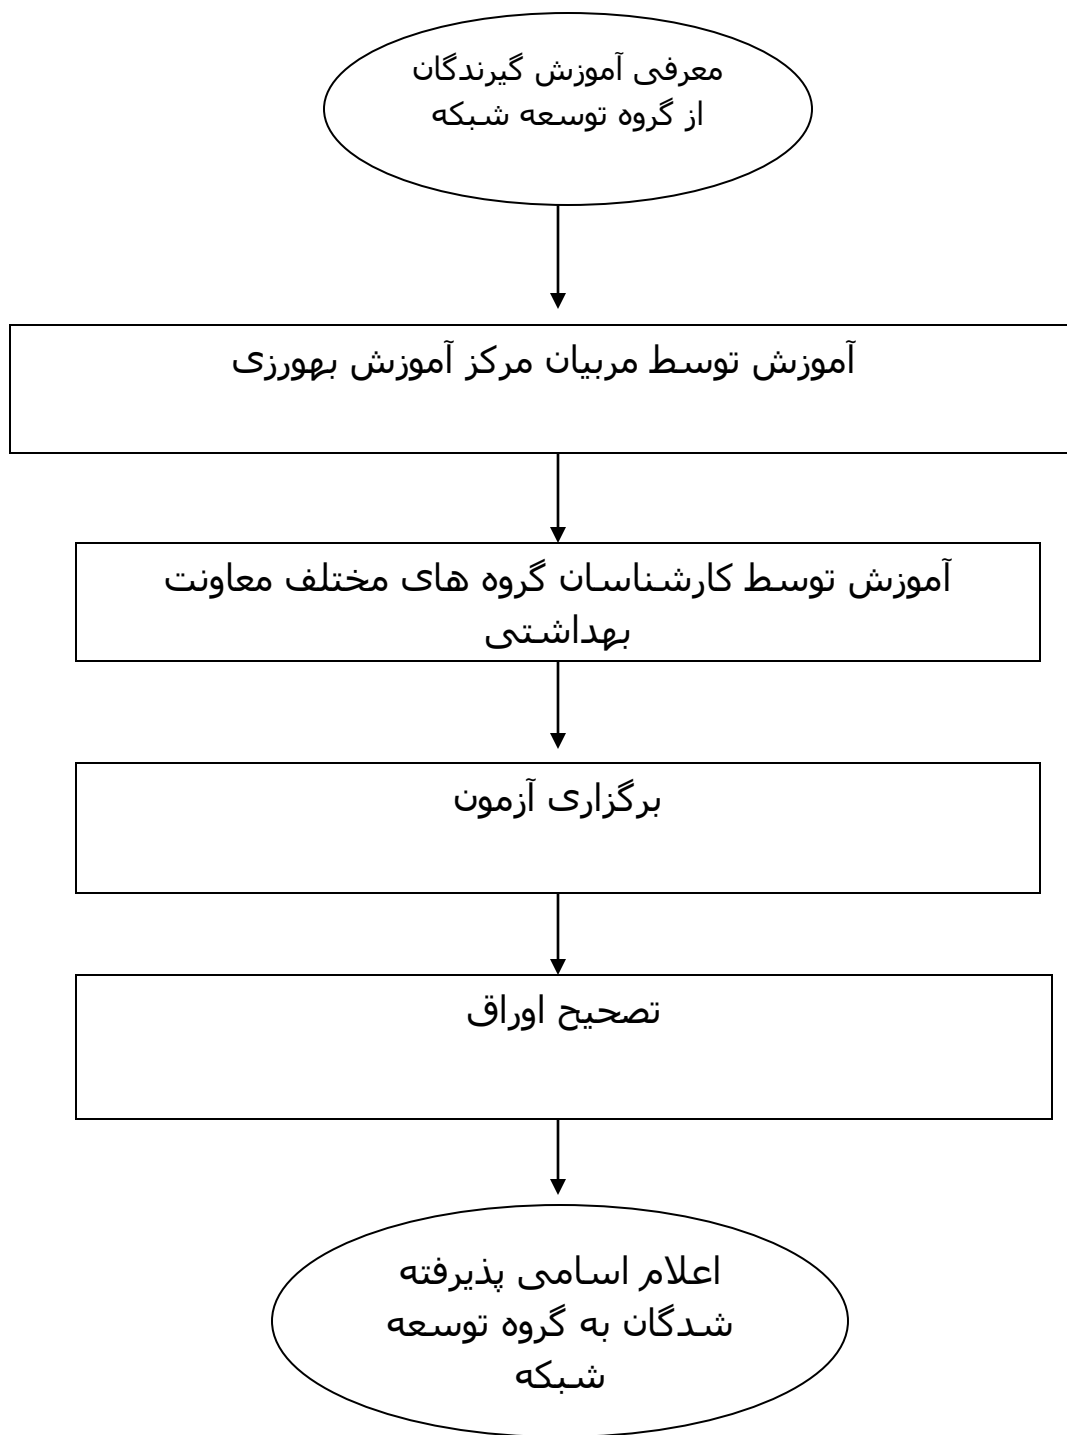 معرفی آموزش گیرندگان
از گروه توسعه شبکه
آموزش توسط مربیان مرکز آموزش بهورزی
آموزش توسط کارشناسان گروه های مختلف معاونت
بهداشتی
برگزاری آزمون
تصحیح اوراق
اعلام اسامی پذیرفته
شدگان به گروه توسعه
شبکه